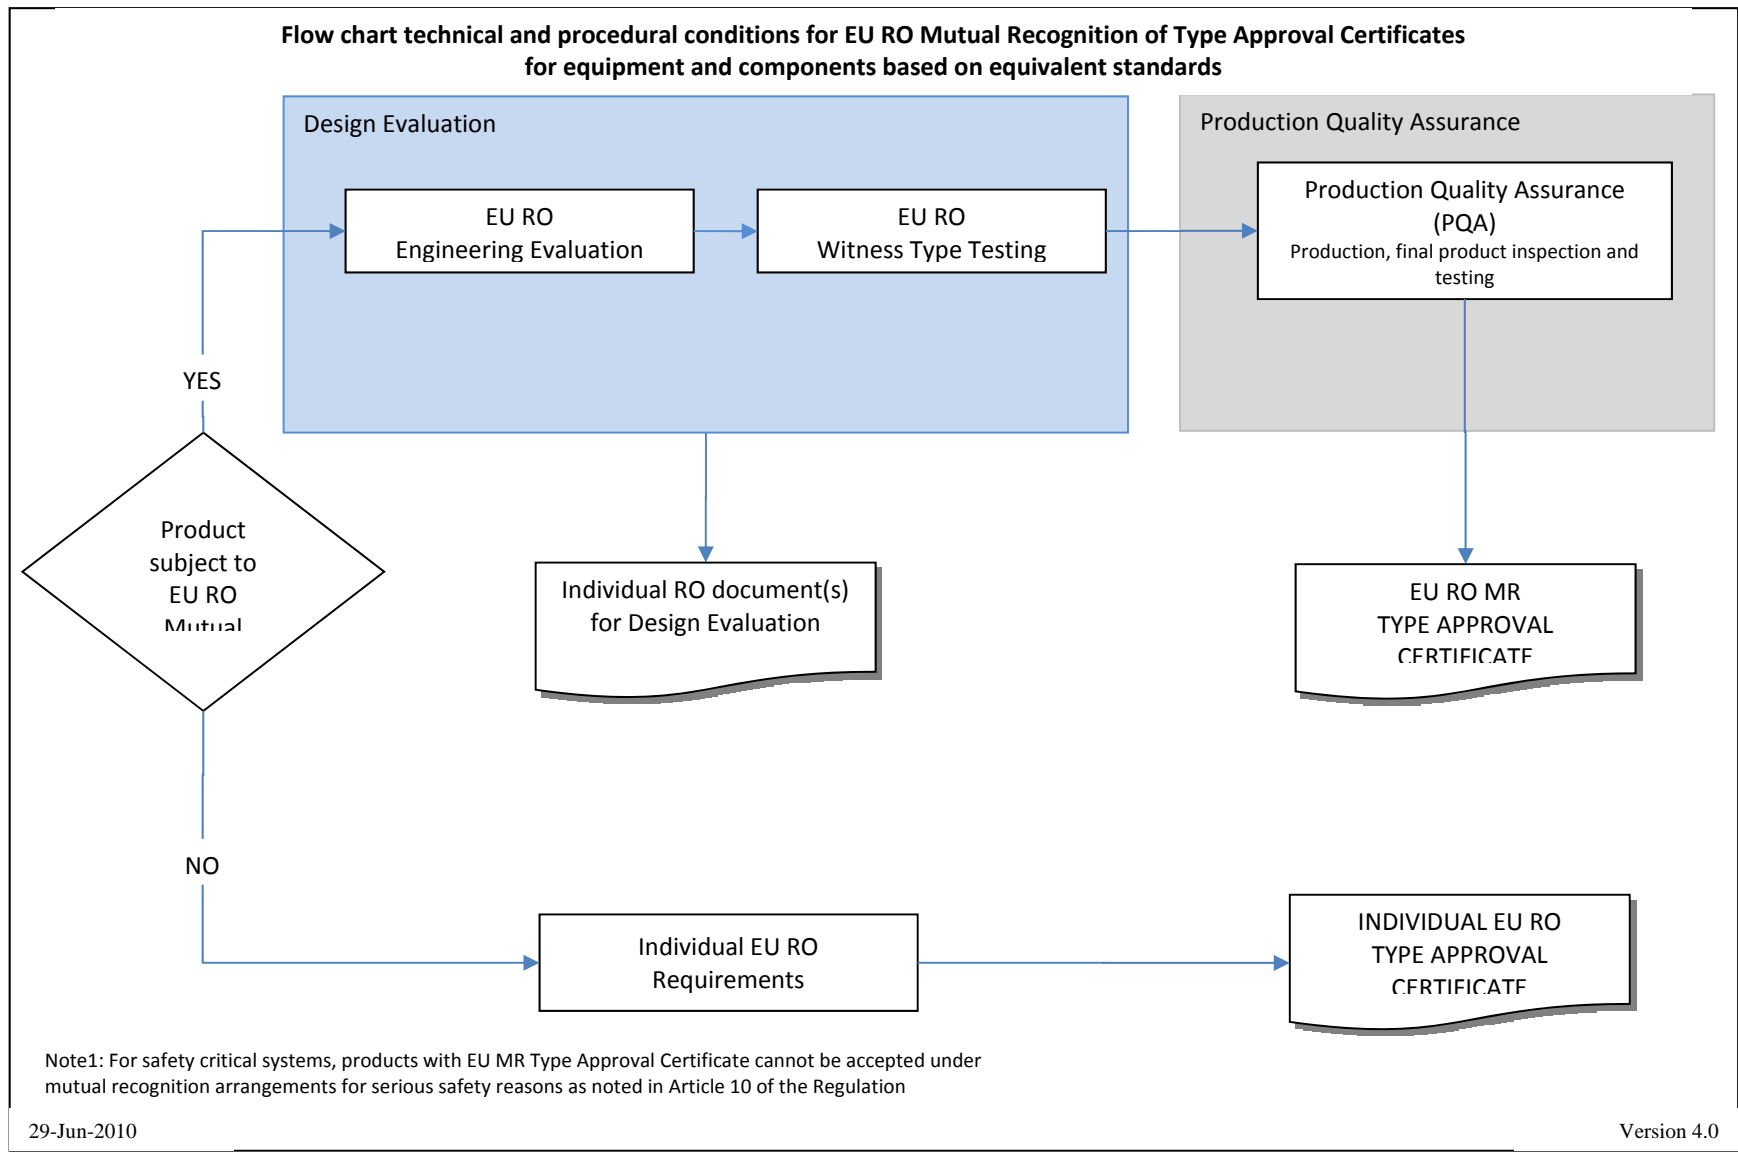 Flow chart technical and procedural conditions for EU RO Mutual Recognition of Type Approval Certificates
for equipment and components based on equivalent standards
Design Evaluation
Production Quality Assurance
EU RO
Engineering Evaluation
EU RO
Witness Type Testing
Production Quality Assurance
(PQA)
Production, final product inspection and
testing
YES
Product
subject to
EU RO
Mutual
Individual RO document(s)
for Design Evaluation
EU RO MR
TYPE APPROVAL
CERTIFICATE
NO
Individual EU RO
Requirements
INDIVIDUAL EU RO
TYPE APPROVAL
CERTIFICATE
Note1: For safety critical systems, products with EU MR Type Approval Certificate cannot be accepted under
mutual recognition arrangements for serious safety reasons as noted in Article 10 of the Regulation
29-Jun-2010
Version 4.0